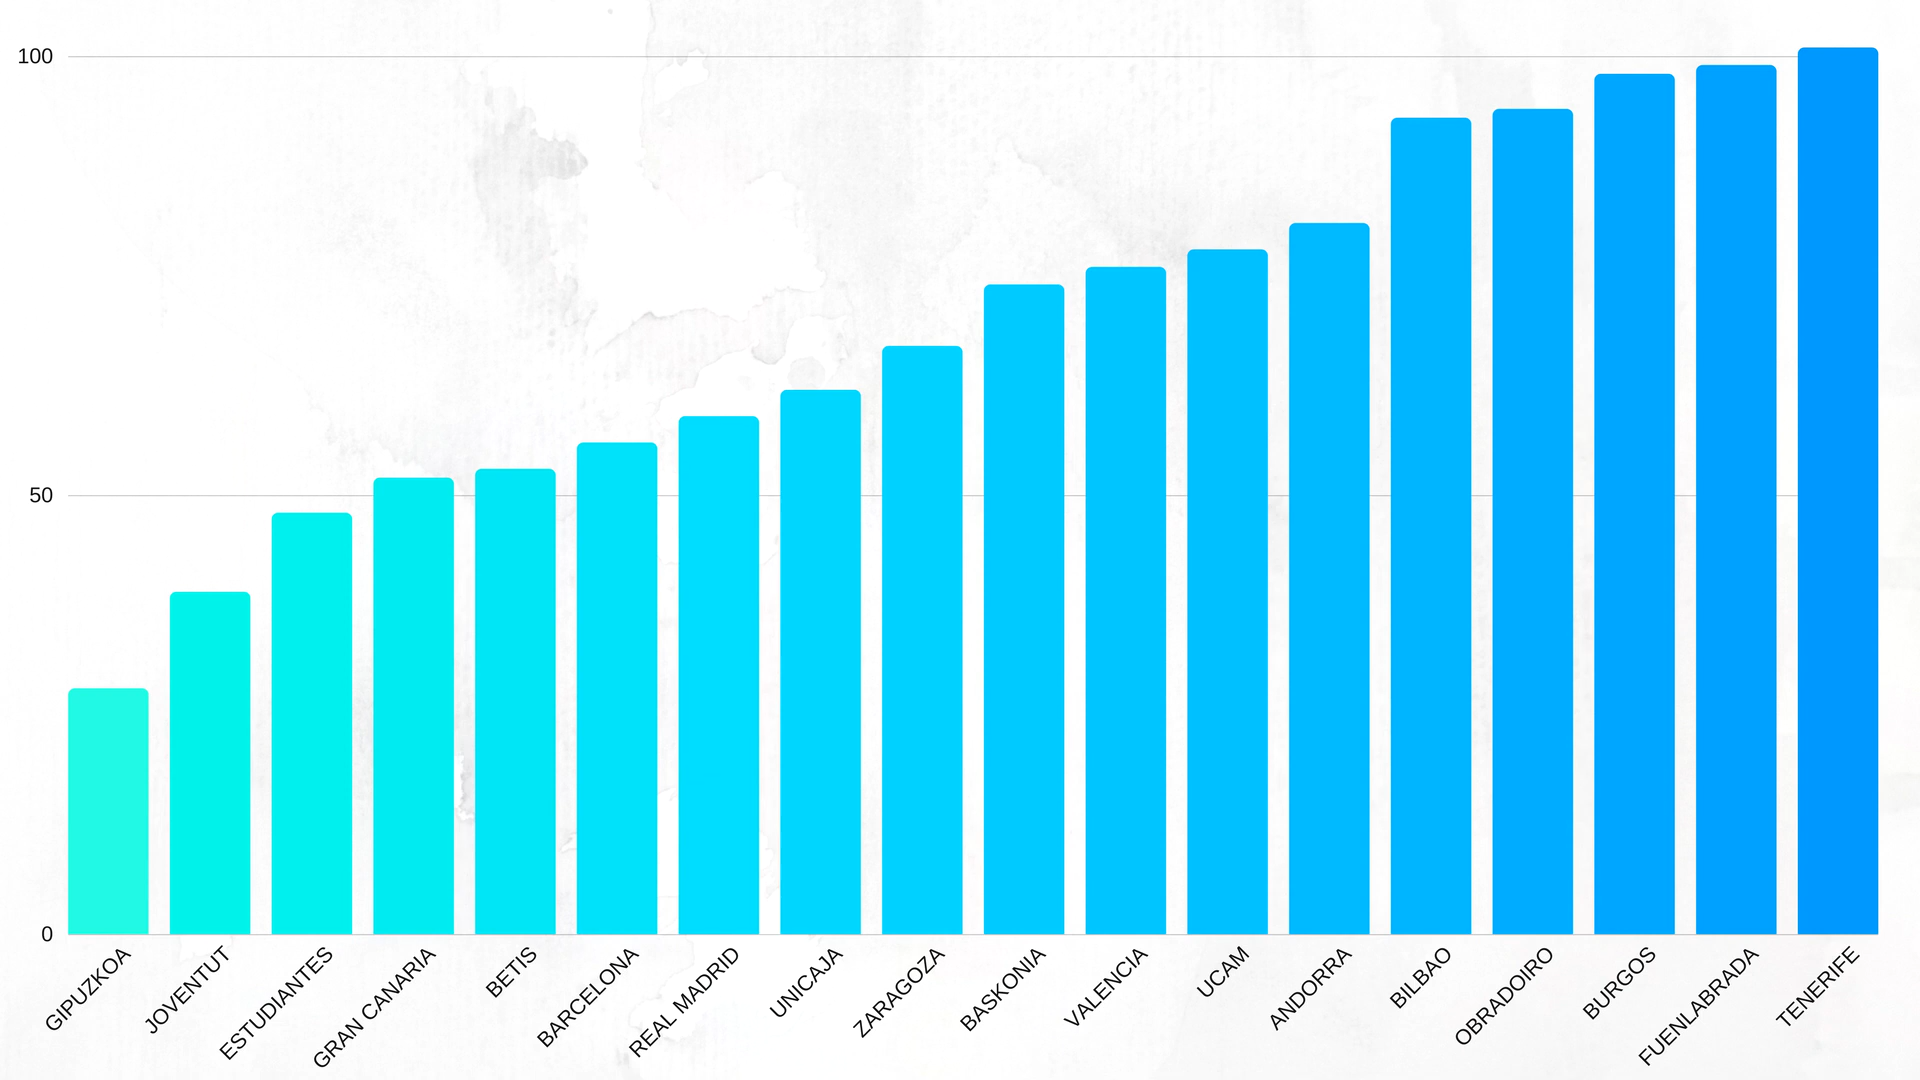 100
50
0
GIPUZKOA
JOVENTUT
ESTUDIANTES
GRAN CANARIA
BETIS
BARCELONA
REAL MADRID
UNICAJA
ZARAGOZA
BASKONIA
VALENCIA
UCAM
ANDORRA
BILBAO
OBRADOIRO
BURGOS
FUENLABRADA
TENERIFE